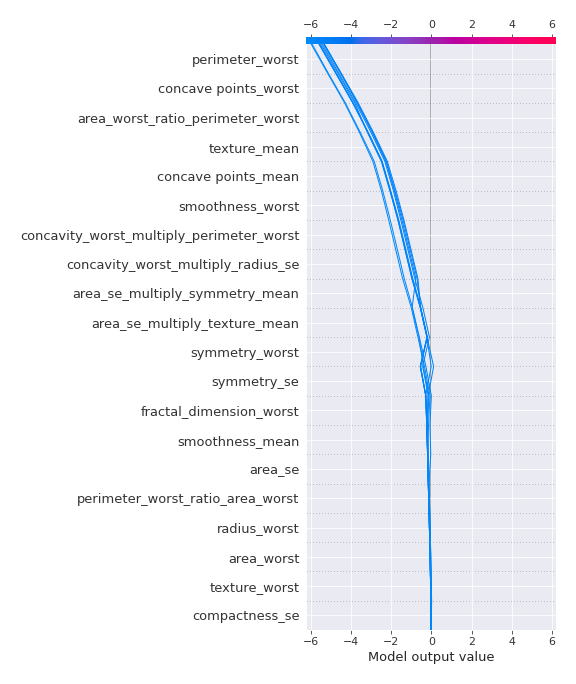 −6 −4 −2 0 2 4 6
perimeter_worst
concave points_worst
area_worst_ratio_perimeter_worst
texture_mean
concave points_mean
smoothness_worst
concavity_worst_multiply_perimeter_worst
concavity_worst_multiply_radius_se
area_se_multiply_symmetry_mean
area_se_multiply_texture_mean
symmetry_worst
symmetry_se
fractal_dimension_worst
smoothness_mean
area_se
perimeter_worst_ratio_area_worst
radius_worst
area_worst
texture_worst
compactness_se
−6 −4 −2 0 2 4 6
Model output value